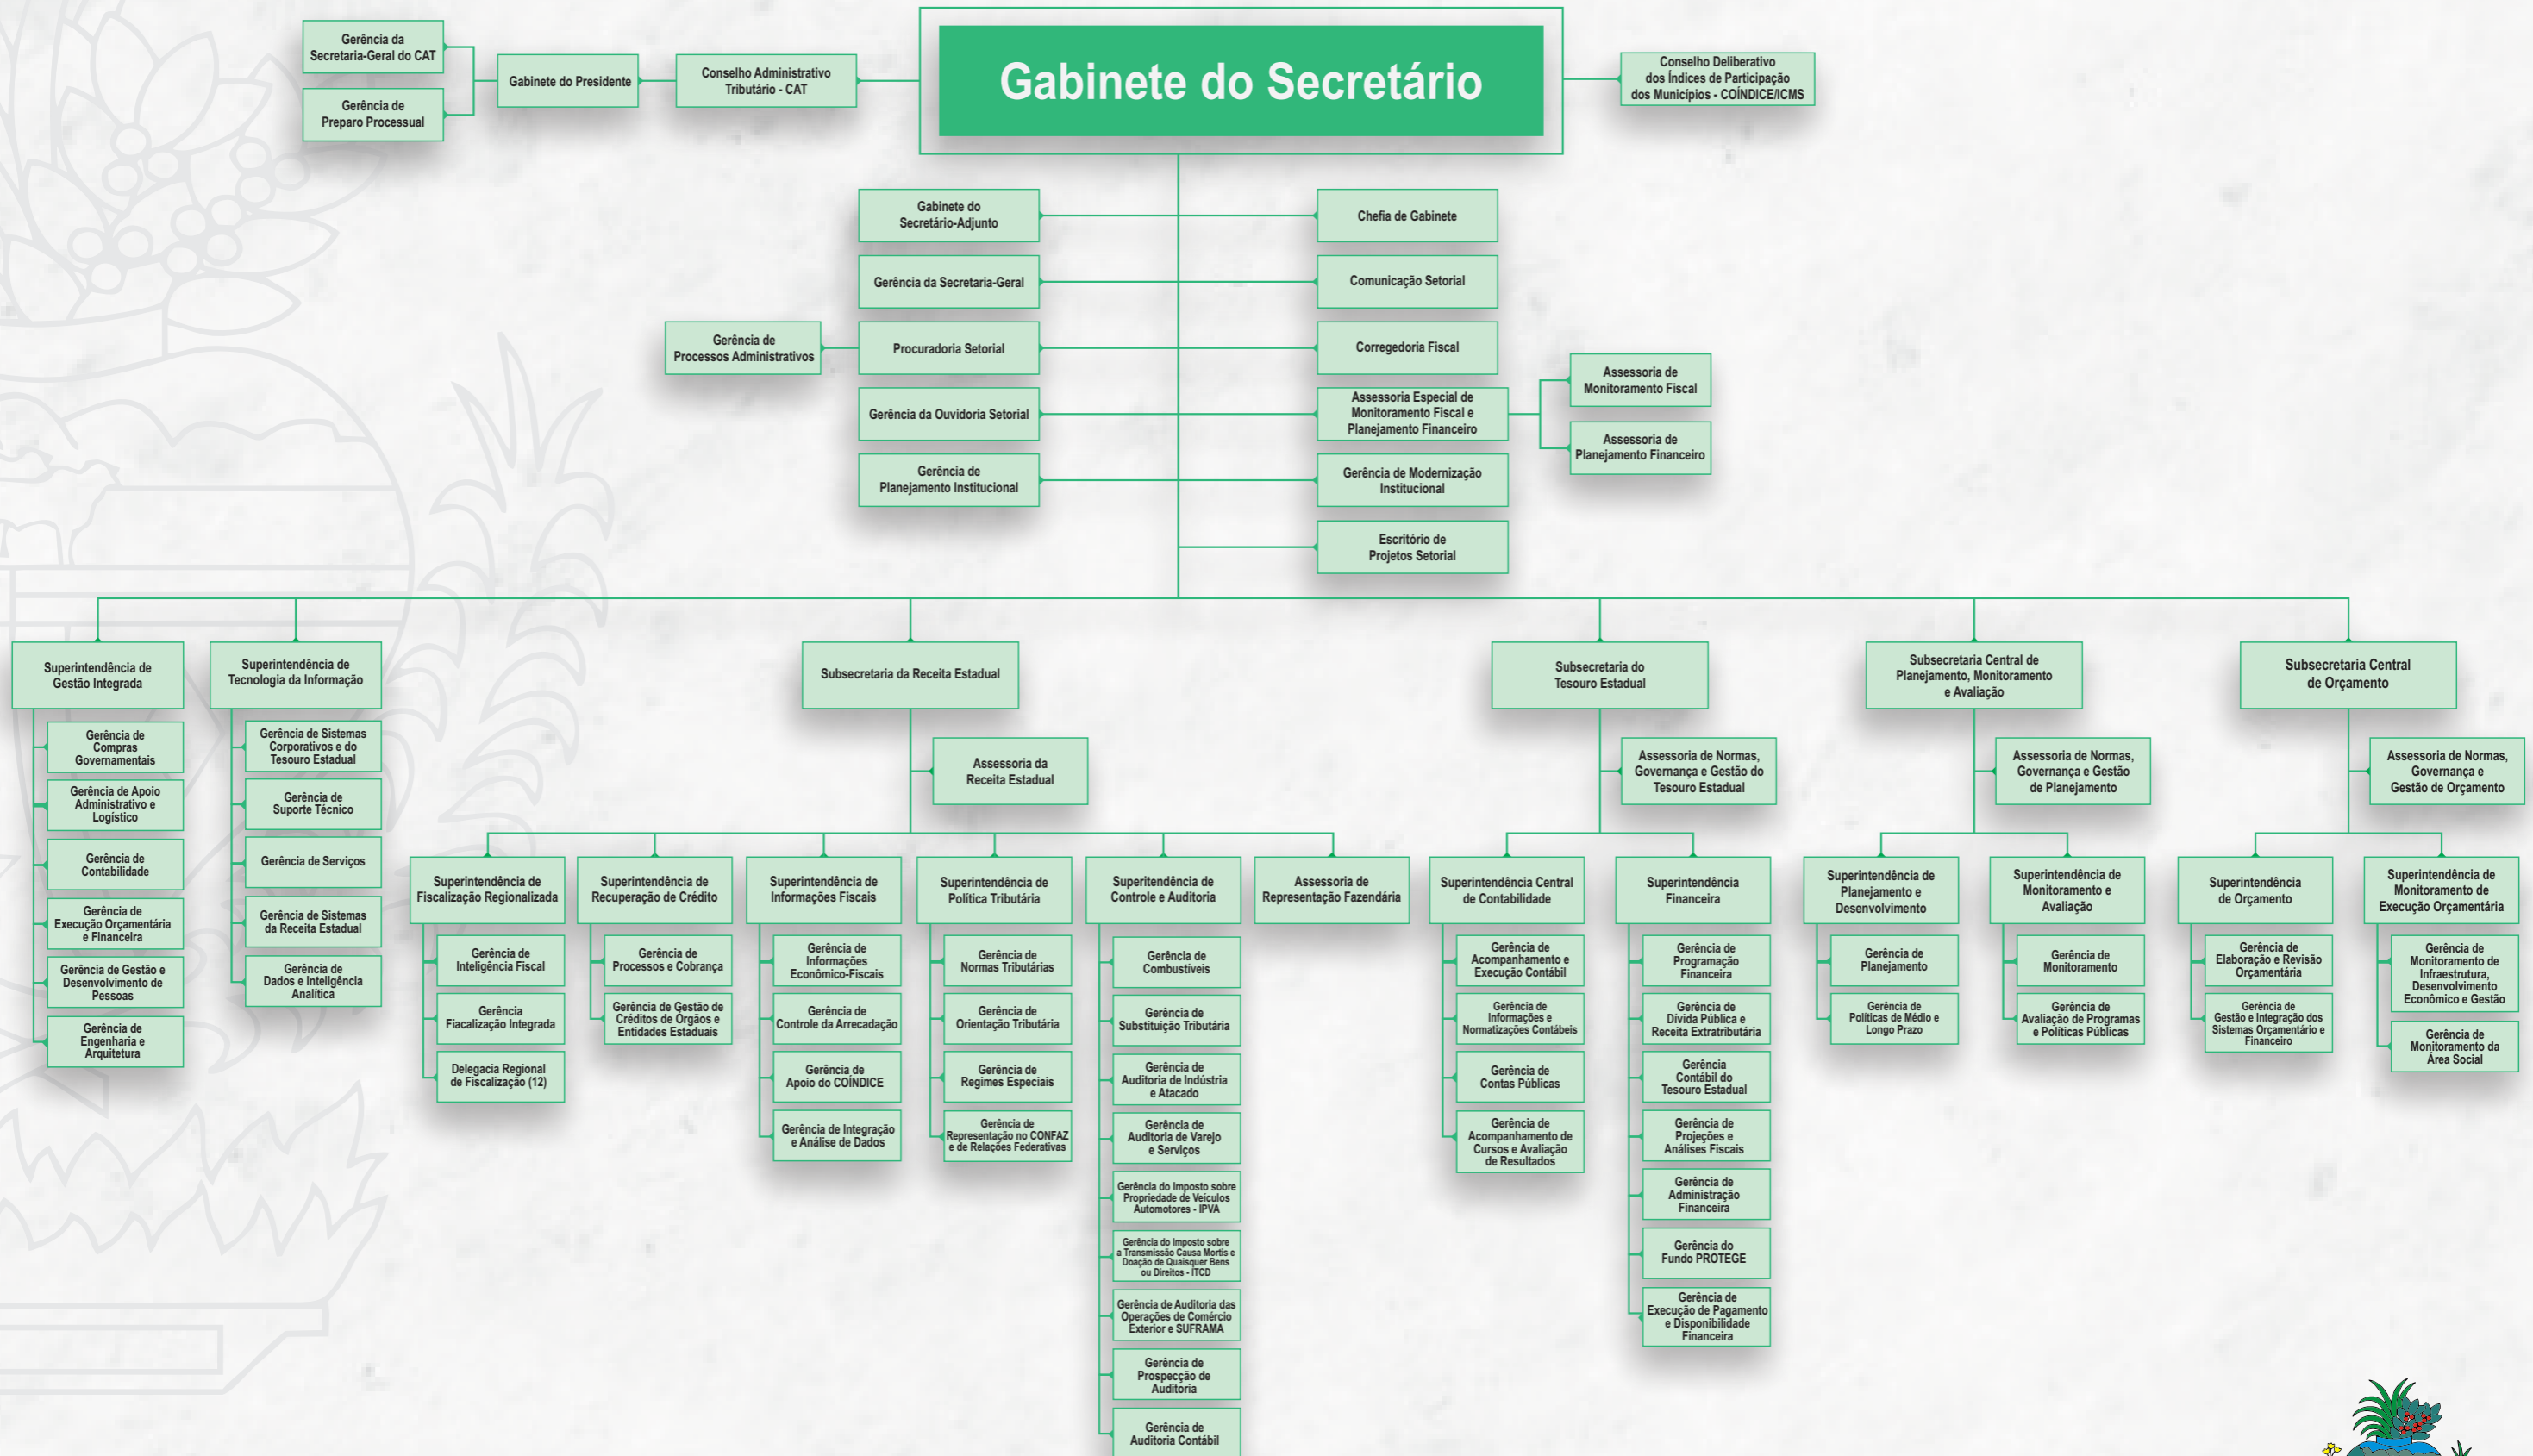 Gerência da
Secretaria-Geral do CAT
Gerência de
Preparo Processual
Gabinete do Presidente
Conselho Administrativo
Tributário - CAT
Gabinete do Secretário
Conselho Deliberativo
dos Índices de Participação
dos Municípios - COÍNDICE/ICMS
Gabinete do
Secretário-Adjunto
Chefia de Gabinete
Gerência da Secretaria-Geral
Comunicação Setorial
Gerência de
Processos Administrativos
Procuradoria Setorial
Corregedoria Fiscal
Gerência da Ouvidoria Setorial
Assessoria Especial de
Monitoramento Fiscal e
Planejamento Financeiro
Assessoria de
Monitoramento Fiscal
Assessoria de
Planejamento Financeiro
Gerência de
Planejamento Institucional
Gerência de Modernização
Institucional
Escritório de
Projetos Setorial
Superintendência de
Gestão Integrada
Gerência de
Compras
Governamentais
Gerência de Apoio
Administrativo e
Logístico
Gerência de
Contabilidade
Gerência de
Execução Orçamentária
e Financeira
Gerência de Gestão e
Desenvolvimento de
Pessoas
Gerência de
Engenharia e
Arquitetura
Superintendência de
Tecnologia da Informação
Gerência de Sistemas
Corporativos e do
Tesouro Estadual
Gerência de
Suporte Técnico
Gerência de Serviços
Gerência de Sistemas
da Receita Estadual
Gerência de
Dados e Inteligência
Analítica
Subsecretaria da Receita Estadual
Assessoria da
Receita Estadual
Superintendência de
Fiscalização Regionalizada
Gerência de
Inteligência Fiscal
Gerência
Fiacalização Integrada
Delegacia Regional
de Fiscalização (12)
Superintendência de
Recuperação de Crédito
Gerência de
Processos e Cobrança
Gerência de Gestão de
Créditos de Órgãos e
Entidades Estaduais
Superintendência de
Informações Fiscais
Gerência de
Informações
Econômico-Fiscais
Gerência de
Controle da Arrecadação
Gerência de
Apoio do COÍNDICE
Gerência de Integração
e Análise de Dados
Superintendência de
Política Tributária
Gerência de
Normas Tributárias
Gerência de
Orientação Tributária
Gerência de
Regimes Especiais
Gerência de
Representação no CONFAZ
e de Relações Federativas
Superitendência de
Controle e Auditoria
Gerência de
Combustíveis
Gerência de
Substituição Tributária
Gerência de
Auditoria de Indústria
e Atacado
Gerência de
Auditoria de Varejo
e Serviços
Gerência do Imposto sobre
Propriedade de Veículos
Automotores - IPVA
Gerência do Imposto sobre
a Transmissão Causa Mortis e
Doação de Quaisquer Bens
ou Direitos - ITCD
Gerência de Auditoria das
Operações de Comércio
Exterior e SUFRAMA
Gerência de
Prospecção de
Auditoria
Gerência de
Auditoria Contábil
Assessoria de
Representação Fazendária
Subsecretaria do
Tesouro Estadual
Assessoria de Normas,
Governança e Gestão do
Tesouro Estadual
Superintendência Central
de Contabilidade
Gerência de
Acompanhamento e
Execução Contábil
Gerência de
Informações e
Normatizações Contábeis
Gerência de
Contas Públicas
Gerência de
Acompanhamento de
Cursos e Avaliação
de Resultados
Superintendência
Financeira
Gerência de
Programação
Financeira
Gerência de
Dívida Pública e
Receita Extratributária
Gerência
Contábil do
Tesouro Estadual
Gerência de
Projeções e
Análises Fiscais
Gerência de
Administração
Financeira
Gerência do
Fundo PROTEGE
Gerência de
Execução de Pagamento
e Disponibilidade
Financeira
Subsecretaria Central de
Planejamento, Monitoramento
e Avaliação
Assessoria de Normas,
Governança e Gestão
de Planejamento
Superintendência de
Planejamento e
Desenvolvimento
Gerência de
Planejamento
Gerência de
Políticas de Médio e
Longo Prazo
Superintendência de
Monitoramento e
Avaliação
Gerência de
Monitoramento
Gerência de
Avaliação de Programas
e Políticas Públicas
Subsecretaria Central
de Orçamento
Assessoria de Normas,
Governança e
Gestão de Orçamento
Superintendência
de Orçamento
Gerência de
Elaboração e Revisão
Orçamentária
Gerência de
Gestão e Integração dos
Sistemas Orçamentário e
Financeiro
Superintendência de
Monitoramento de
Execução Orçamentária
Gerência de
Monitoramento de
Infraestrutura,
Desenvolvimento
Econômico e Gestão
Gerência de
Monitoramento da
Área Social